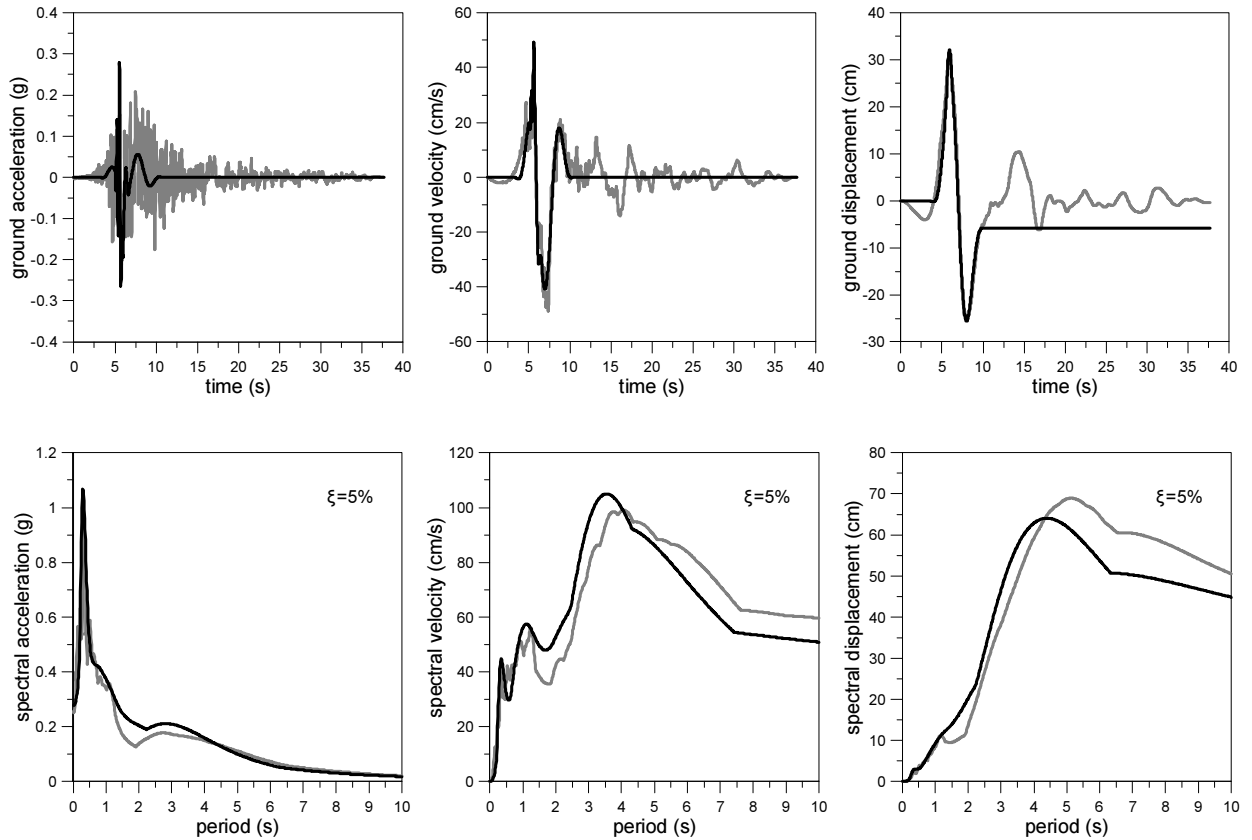 ground acceleration (g)
0.4
0.3
0.2
0.1
0
-0.1
-0.2
-0.3
-0.4
0 5 10 15 20 25 30 35 40
time (s)
ground velocity (cm/s)
60
40
20
0
-20
-40
-60
0 5 10 15 20 25 30 35 40
time (s)
ground displacement (cm)
40
30
20
10
0
-10
-20
-30
0 5 10 15 20 25 30 35 40
time (s)
spectral acceleration (g)
1.2
1
0.8
0.6
0.4
0.2
0
ξ=5%
0 1 2 3 4 5 6 7 8 9 10
period (s)
spectral velocity (cm/s)
120
100
80
60
40
20
0
ξ=5%
0 1 2 3 4 5 6 7 8 9 10
period (s)
spectral displacement (cm)
80
70
60
50
40
30
20
10
0
ξ=5%
0 1 2 3 4 5 6 7 8 9 10
period (s)